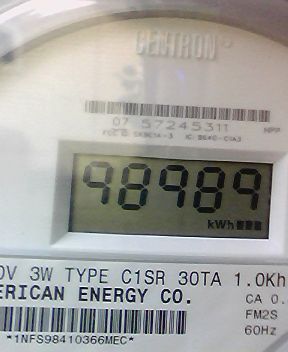 CENTRON
07 57245311
98989
kWh
0V 3W TYPE C1SR 30TA 1.0Kh
ERICAN ENERGY CO.
CA 0.
FM2S
60Hz
*1NFS98410366MEC*